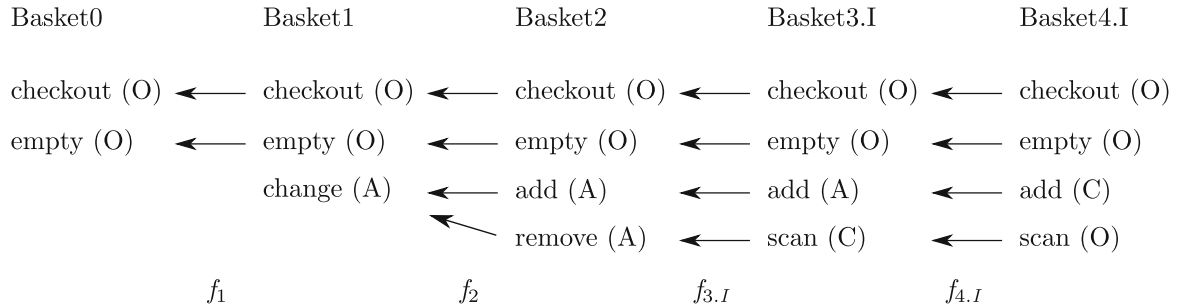 Basket0 Basket1 Basket2 Basket3.I Basket4.I
checkout (O) checkout (O) checkout (O) checkout (O) checkout (O)
empty (O) empty (O) empty (O) empty (O) empty (O)
change (A) add (A) add (A) add (C)
remove (A) scan (C) scan (O)
f1 f2 f3.I f4.I